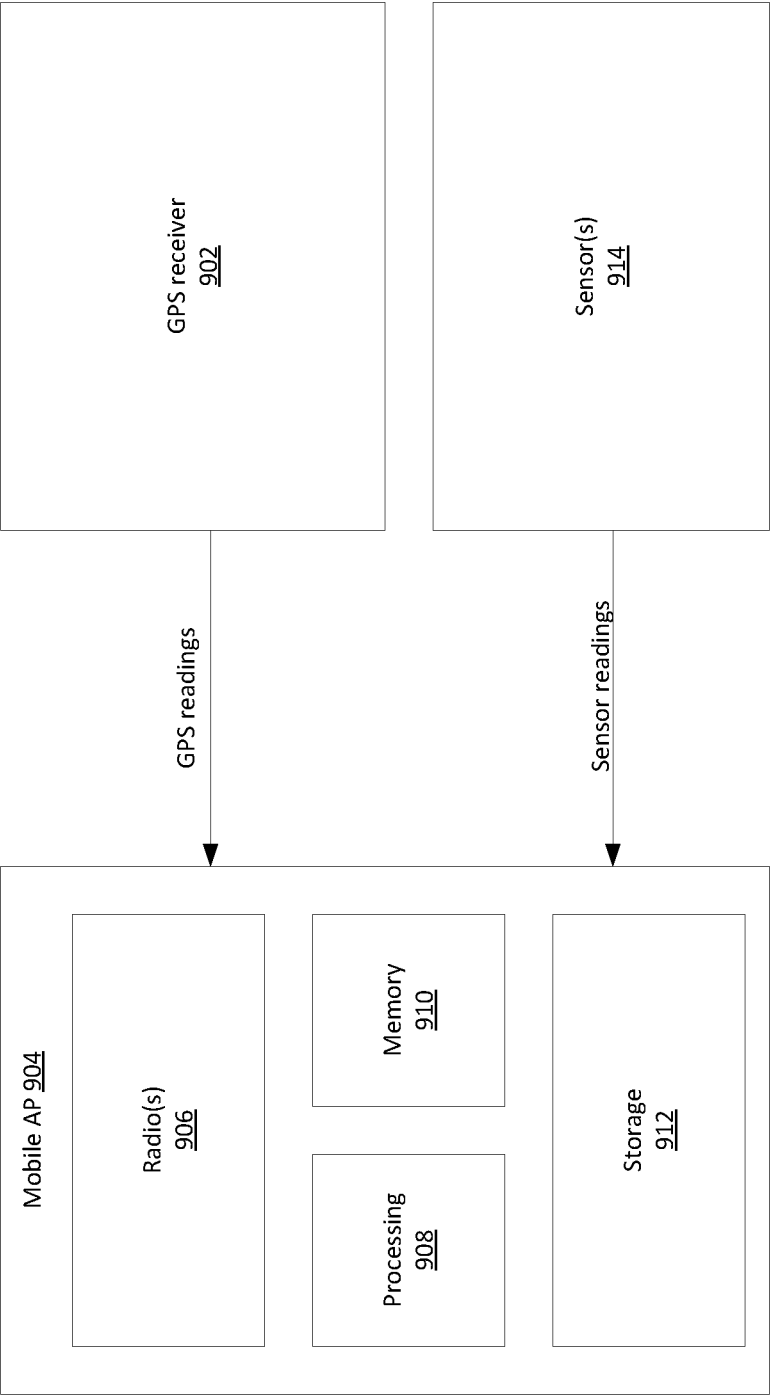 Mobile AP 904
Radio(s)
906
Processing
908
Memory
910
Storage
912
GPS readings
Sensor readings
GPS receiver
902
Sensor(s)
914